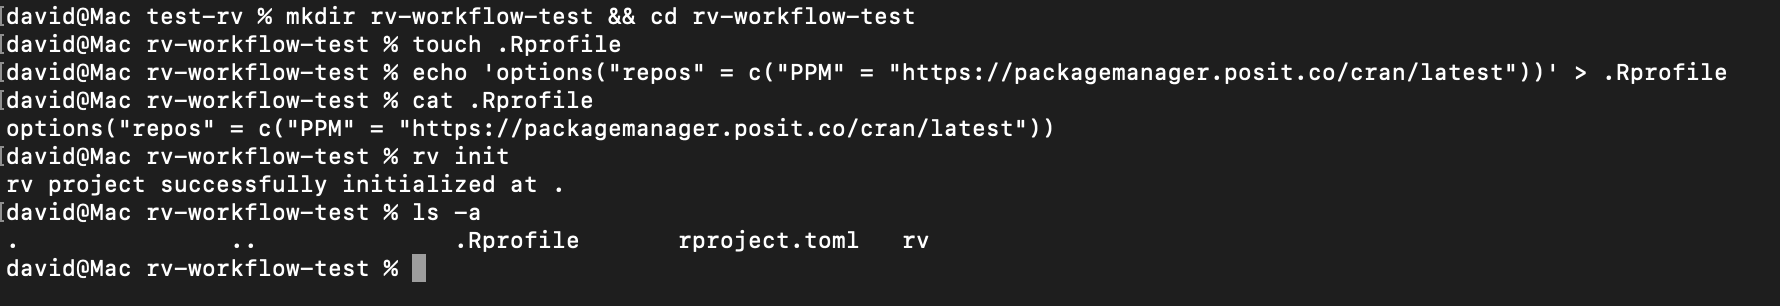 david@Mac test-rv % mkdir rv-workflow-test && cd rv-workflow-test
david@Mac rv-workflow-test % touch .Rprofile
david@Mac rv-workflow-test % echo 'options("repos" = c("PPM" = "https://packagemanager.posit.co/cran/latest"))' > .Rprofile
david@Mac rv-workflow-test % cat .Rprofile
options("repos" = c("PPM" = "https://packagemanager.posit.co/cran/latest"))
david@Mac rv-workflow-test % rv init
rv project successfully initialized at .
david@Mac rv-workflow-test % ls -a
. .. .Rprofile rproject.toml rv
david@Mac rv-workflow-test %